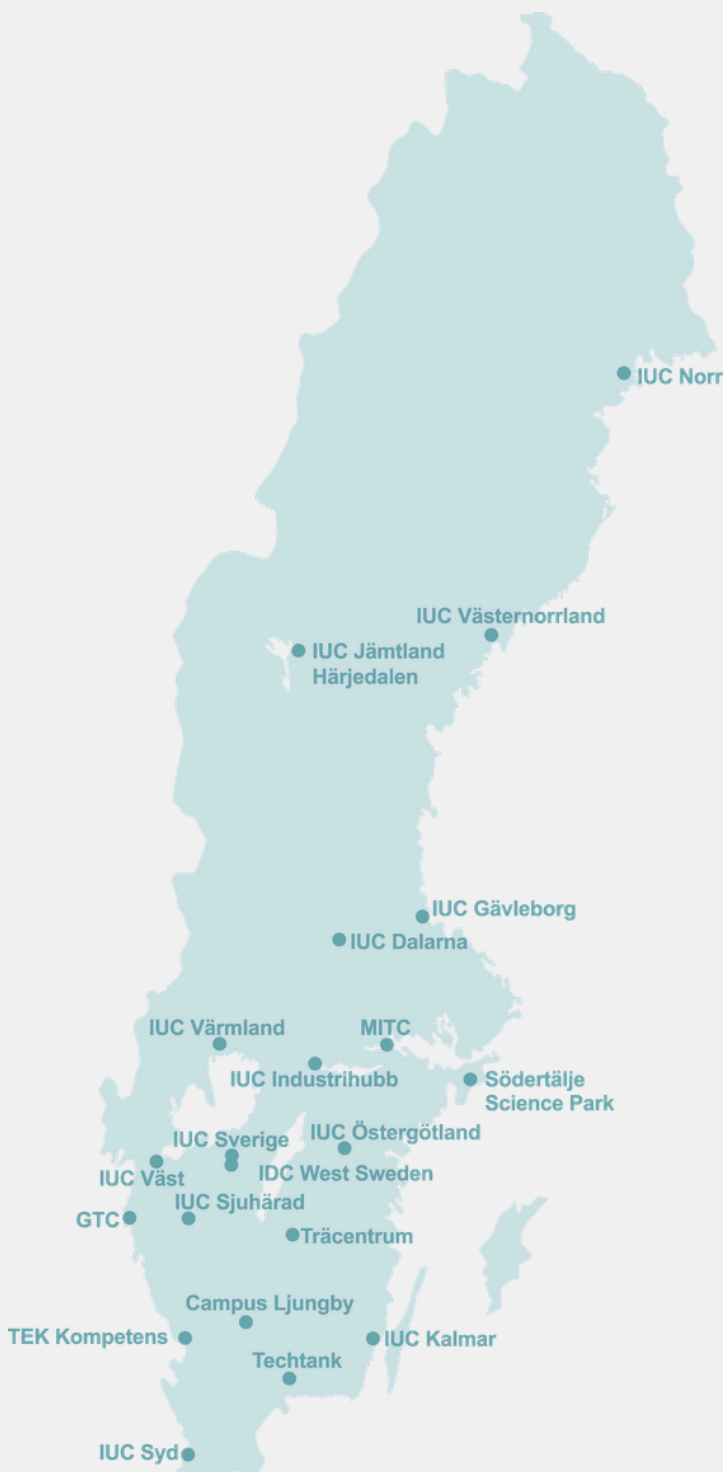 IUC Norr
IUC Västernorrland
IUC Jämtland
Härjedalen
IUC Gävleborg
IUC Dalarna
IUC Värmland
MITC
IUC Industrihubb
Södertälje
Science Park
IUC Östergötland
IUC Sverige
IDC West Sweden
IUC Väst
IUC Sjuhärad
GTC
Träcentrum
Campus Ljungby
TEK Kompetens
IUC Kalmar
Techtank
IUC Syd